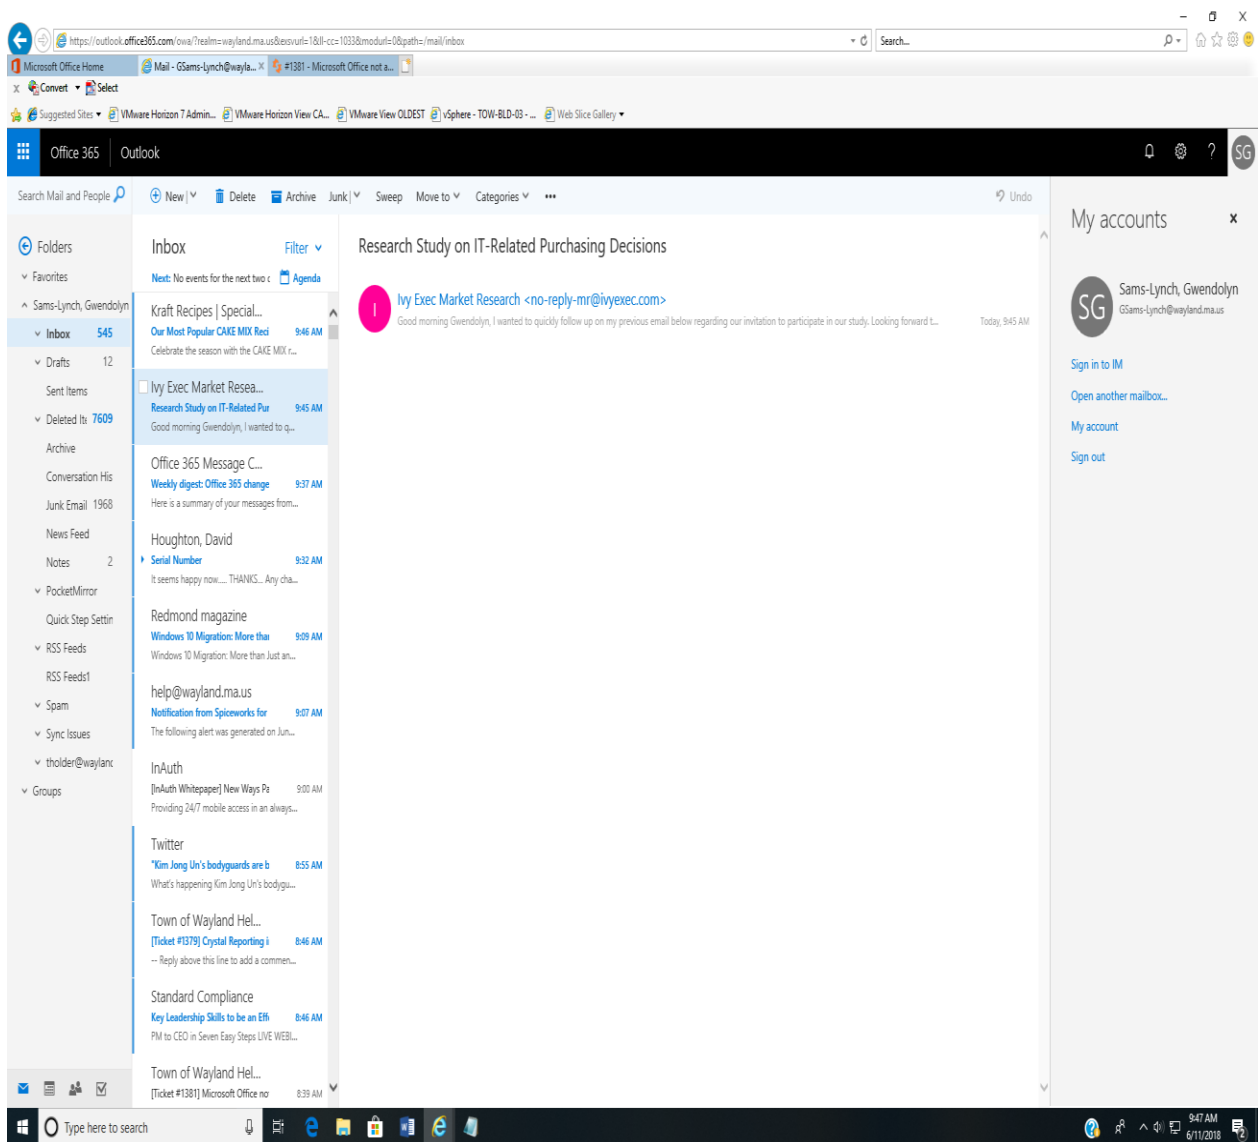 https://outlook.office365.com/owa/?realm=wayland.ma.us&exsvurl=1&ll-cc=1033&modurl=0&path=/mail/inbox
Search...
Microsoft Office Home
Mail - GSams-Lynch@wayla...
#1381 - Microsoft Office not a...
x Convert Select
Suggested Sites VMware Horizon 7 Admin... VMware Horizon View CA... VMware View OLDEST vSphere - TOW-BLD-03 - ... Web Slice Gallery
Office 365 Outlook ? SG
Search Mail and People
New Delete Archive Junk Sweep Move to Categories ... Undo
Folders
Favorites
Sams-Lynch, Gwendolyn
Inbox 545
Drafts 12
Sent Items
Deleted Ite 7609
Archive
Conversation His
Junk Email 1968
News Feed
Notes 2
PocketMirror
Quick Step Settin
RSS Feeds
RSS Feeds1
Spam
Sync Issues
tholder@wayland
Groups
Inbox Filter
Next: No events for the next two c Agenda
Kraft Recipes | Special...
Our Most Popular CAKE MIX Reci 9:46 AM
Celebrate the season with the CAKE MIX r...
Ivy Exec Market Resea...
Research Study on IT-Related Pur 9:45 AM
Good morning Gwendolyn, I wanted to q...
Office 365 Message C...
Weekly digest: Office 365 change 9:37 AM
Here is a summary of your messages from...
Houghton, David
Serial Number 9:32 AM
It seems happy now..... THANKS... Any cha...
Redmond magazine
Windows 10 Migration: More than 9:09 AM
Windows 10 Migration: More than Just an...
help@wayland.ma.us
Notification from Spiceworks for 9:07 AM
The following alert was generated on Jun...
InAuth
[InAuth Whitepaper] New Ways Pa 9:00 AM
Providing 24/7 mobile access in an always...
Twitter
"Kim Jong Un's bodyguards are b 8:55 AM
What's happening Kim Jong Un's bodygu...
Town of Wayland Hel...
[Ticket #1379] Crystal Reporting i 8:46 AM
-- Reply above this line to add a commen...
Standard Compliance
Key Leadership Skills to be an Effe 8:46 AM
PM to CEO in Seven Easy Steps LIVE WEBI...
Town of Wayland Hel...
[Ticket #1381] Microsoft Office no 8:39 AM
Research Study on IT-Related Purchasing Decisions
I
Ivy Exec Market Research <no-reply-mr@ivyexec.com>
Good morning Gwendolyn, I wanted to quickly follow up on my previous email below regarding our invitation to participate in our study. Looking forward t... Today, 9:45 AM
My accounts x
SG
Sams-Lynch, Gwendolyn
GSams-Lynch@wayland.ma.us
Sign in to IM
Open another mailbox...
My account
Sign out
Type here to search
9:47 AM
6/11/2018